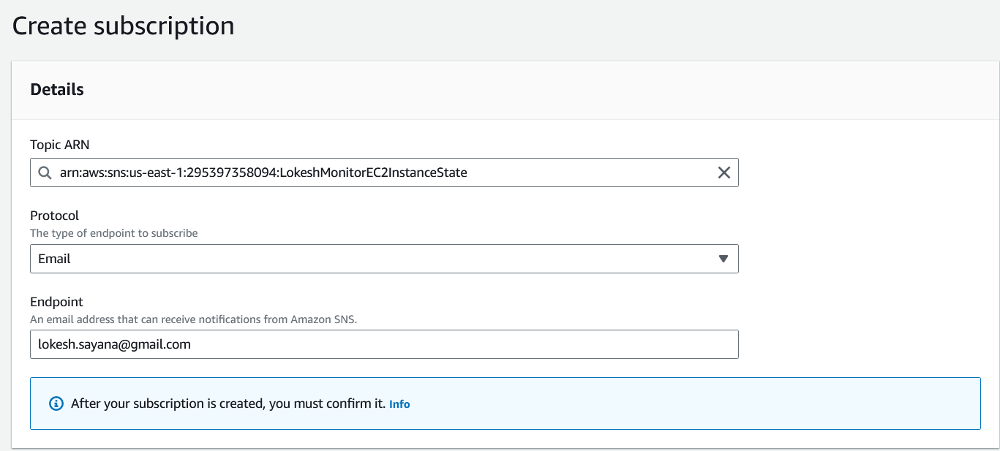 Create subscription
Details
Topic ARN
arn:aws:sns:us-east-1:295397358094:LokeshMonitorEC2InstanceState
Protocol
The type of endpoint to subscribe
Email
Endpoint
An email address that can receive notifications from Amazon SNS.
lokesh.sayana@gmail.com
After your subscription is created, you must confirm it. Info